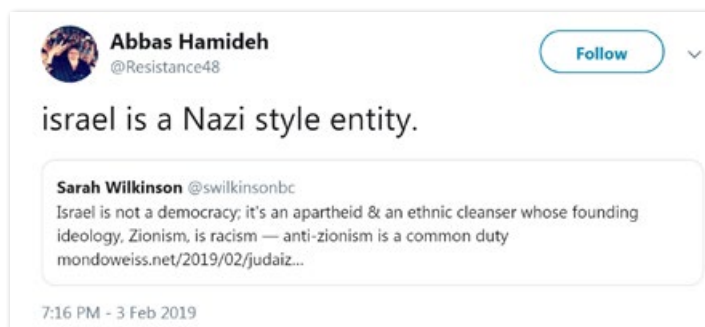 Abbas Hamideh
@Resistance48
Follow
israel is a Nazi style entity.
Sarah Wilkinson @swilkinsonbc
Israel is not a democracy; it's an apartheid & an ethnic cleanser whose founding
ideology, Zionism, is racism — anti-zionism is a common duty
mondoweiss.net/2019/02/judaiz...
7:16 PM - 3 Feb 2019